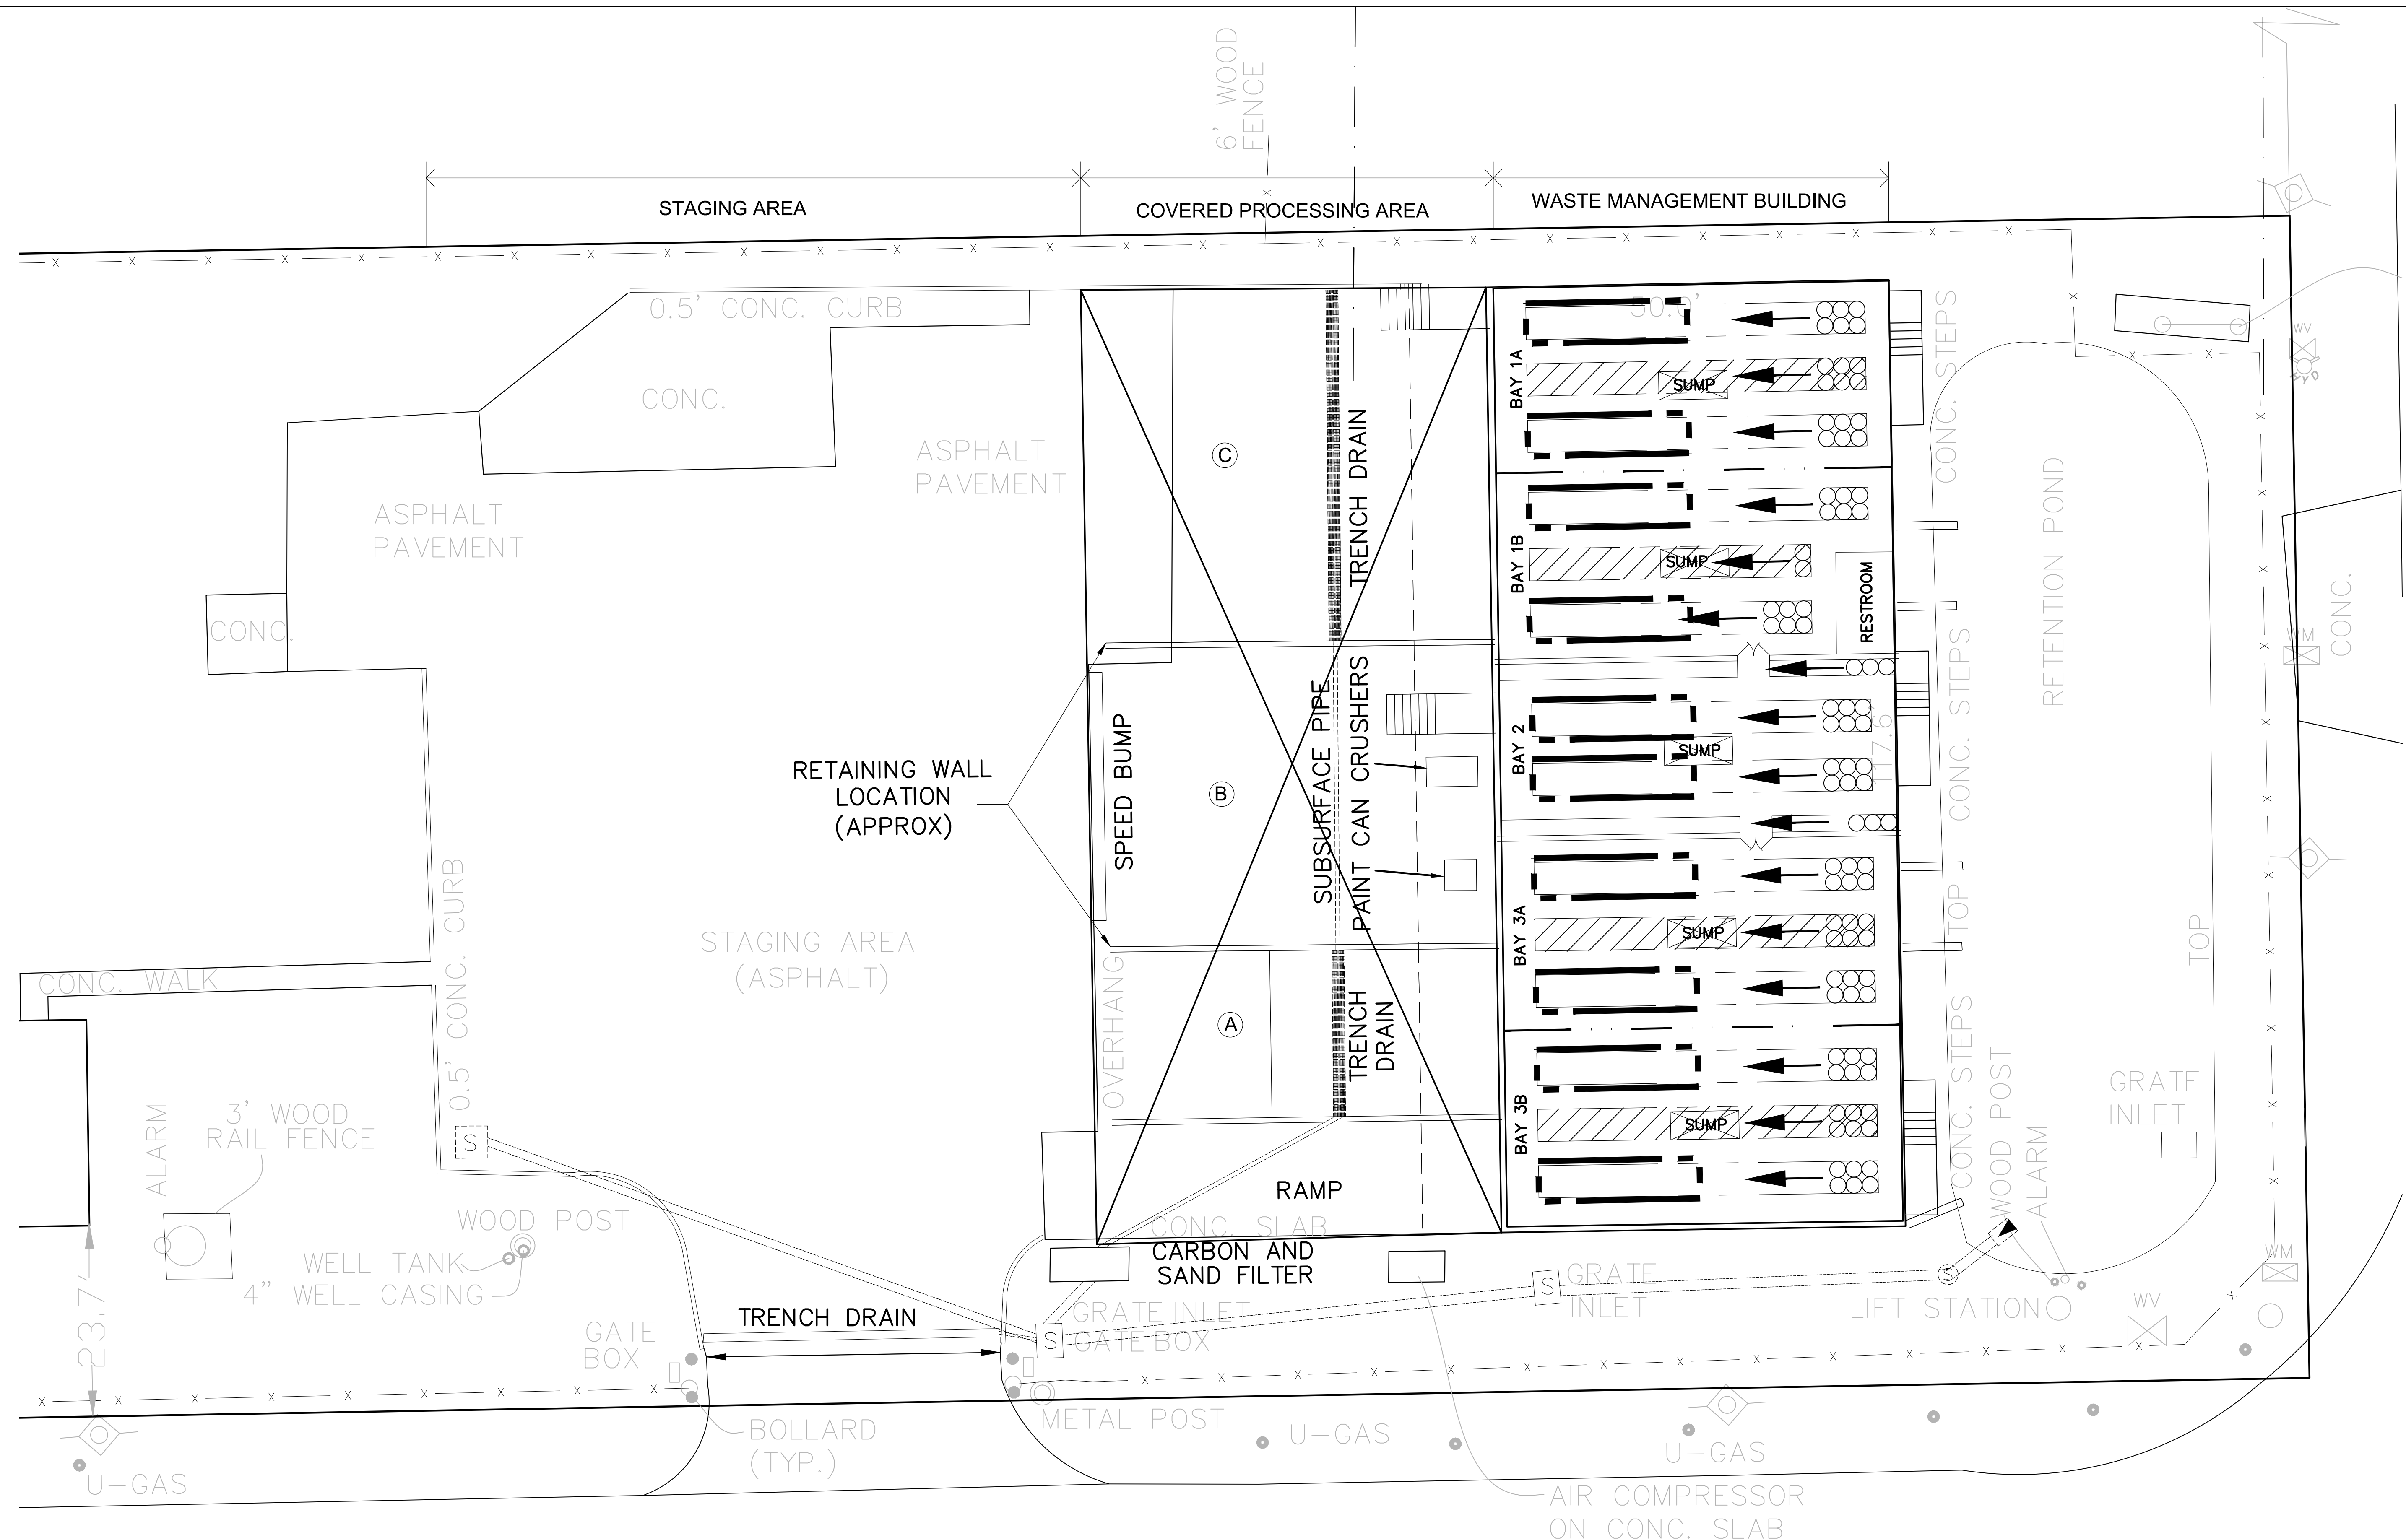 6' WOOD
FENCE
STAGING AREA
COVERED PROCESSING AREA
WASTE MANAGEMENT BUILDING
0.5' CONC. CURB
50.0'
CONC.
ASPHALT
PAVEMENT
ASPHALT
PAVEMENT
CONC.
C
TRENCH DRAIN
BAY 1A
SUMP
BAY 1B
SUMP
RESTROOM
CONC. STEPS
RETENTION POND
WV
HYD
CONC.
WM
RETAINING WALL
LOCATION
(APPROX)
SPEED BUMP
B
SUBSURFACE PIPE
PAINT CAN CRUSHERS
BAY 2
SUMP
CONC. STEPS
TOP
TOP
0.5' CONC. CURB
STAGING AREA
(ASPHALT)
CONC. WALK
OVERHANG
A
TRENCH
DRAIN
BAY 3A
SUMP
BAY 3B
SUMP
CONC. STEPS
WOOD POST
ALARM
GRATE
INLET
ALARM
3' WOOD
RAIL FENCE
S
WOOD POST
WELL TANK
4" WELL CASING
23.7'
RAMP
CONC. SLAB
CARBON AND
SAND FILTER
TRENCH DRAIN
GATE
BOX
S
GRATE INLET
GATE BOX
S
GRATE
INLET
S
LIFT STATION
WV
WM
BOLLARD
(TYP.)
METAL POST
U-GAS
U-GAS
U-GAS
AIR COMPRESSOR
ON CONC. SLAB